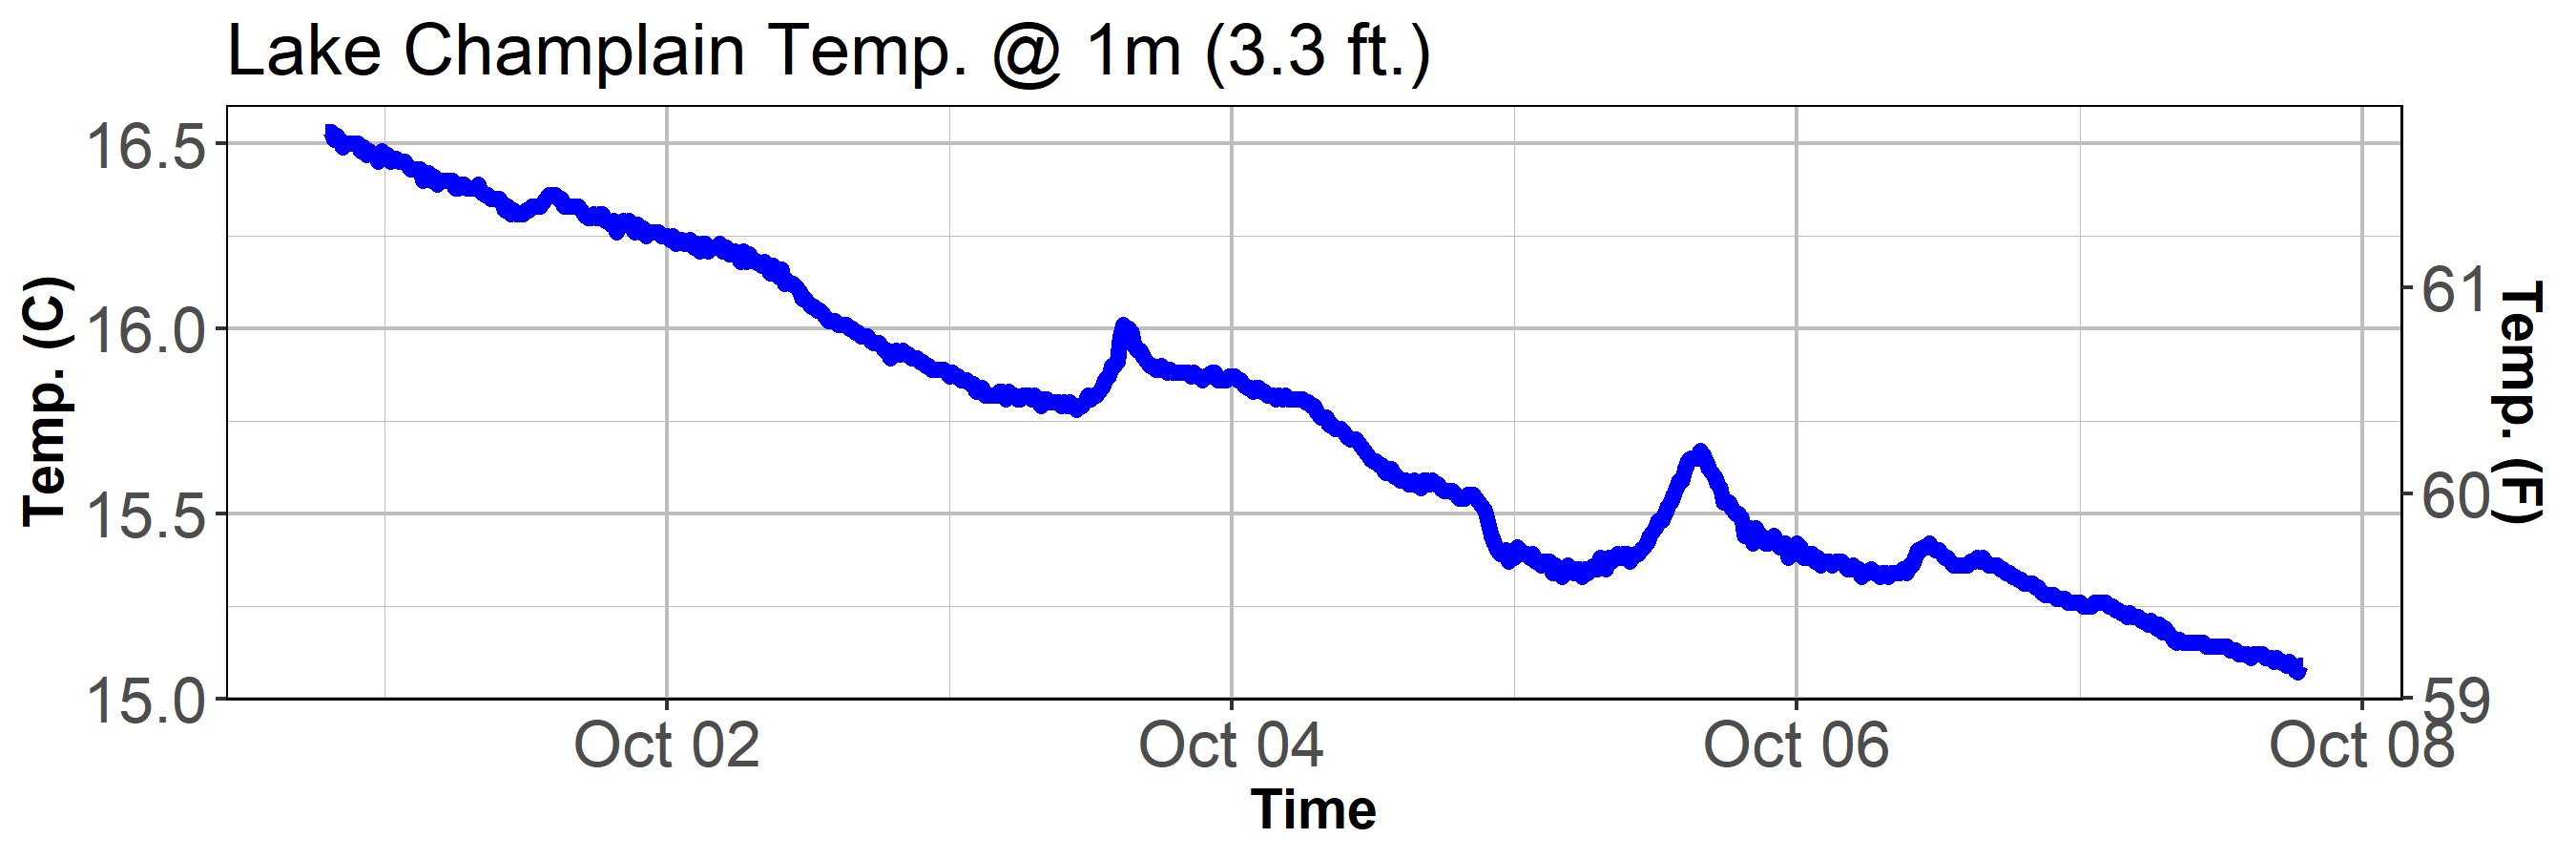 Lake Champlain Temp. @ 1m (3.3 ft.)
Temp. (C)
16.5
16.0
15.5
15.0
61
60
59
Temp. (F)
Oct 02 Oct 04 Oct 06 Oct 08
Time